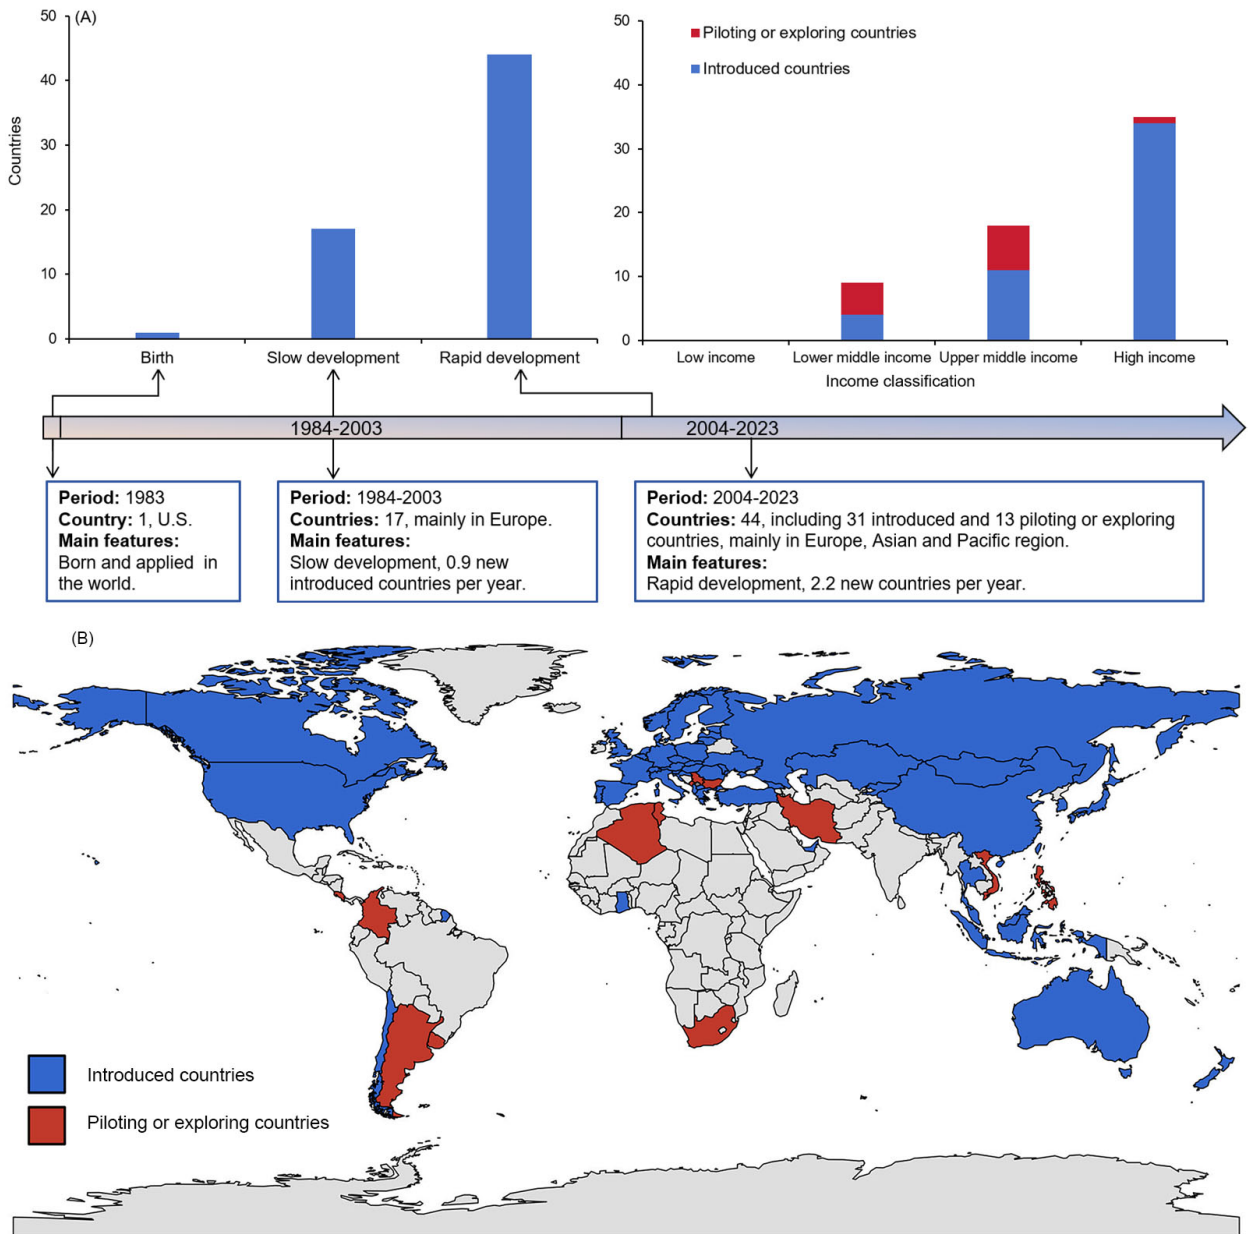 (A)
50
40
30
20
10
0
Countries
Birth
Slow development
Rapid development
50
40
30
20
10
0
Piloting or exploring countries
Introduced countries
Low income
Lower middle income
Upper middle income
High income
Income classification
1984-2003
2004-2023
Period: 1983
Country: 1, U.S.
Main features:
Born and applied in
the world.
Period: 1984-2003
Countries: 17, mainly in Europe.
Main features:
Slow development, 0.9 new
introduced countries per year.
Period: 2004-2023
Countries: 44, including 31 introduced and 13 piloting or exploring
countries, mainly in Europe, Asian and Pacific region.
Main features:
Rapid development, 2.2 new countries per year.
(B)
Introduced countries
Piloting or exploring countries